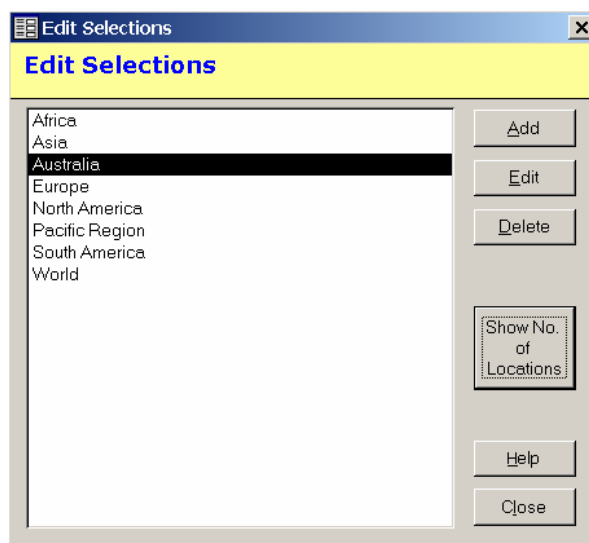 Edit Selections
Edit Selections
Africa
Asia
Australia
Europe
North America
Pacific Region
South America
World
Add
Edit
Delete
Show No.
of
Locations
Help
Close